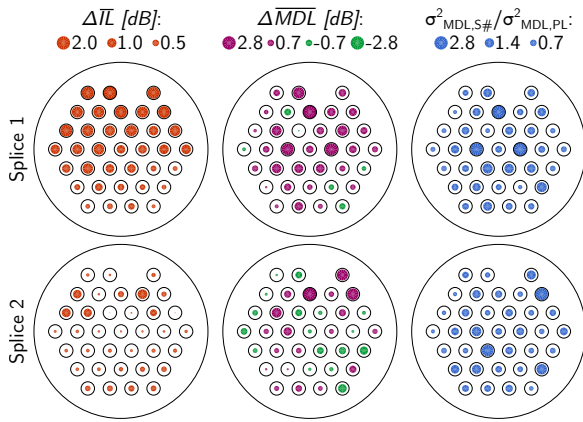 ΔIL [dB]: ΔMDL [dB]: σ²MDL,S#/σ²MDL,PL:
2.0 1.0 0.5 2.8 0.7 -0.7 -2.8 2.8 1.4 0.7
Splice 1
Splice 2